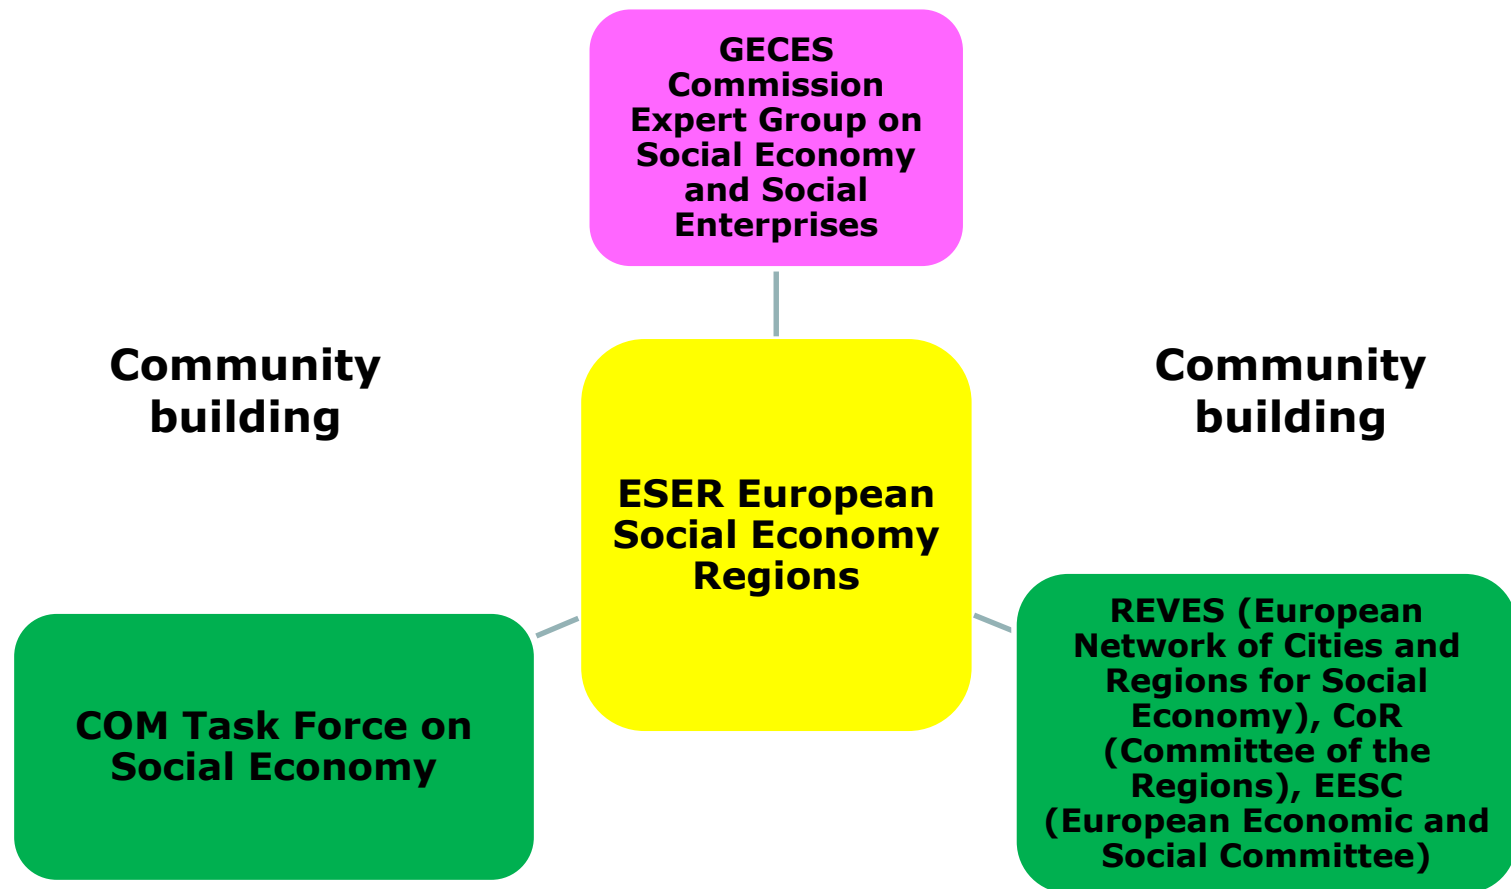 GECES
Commission
Expert Group on
Social Economy
and Social
Enterprises
Community
building
Community
building
ESER European
Social Economy
Regions
COM Task Force on
Social Economy
REVES (European
Network of Cities and
Regions for Social
Economy), CoR
(Committee of the
Regions), EESC
(European Economic and
Social Committee)